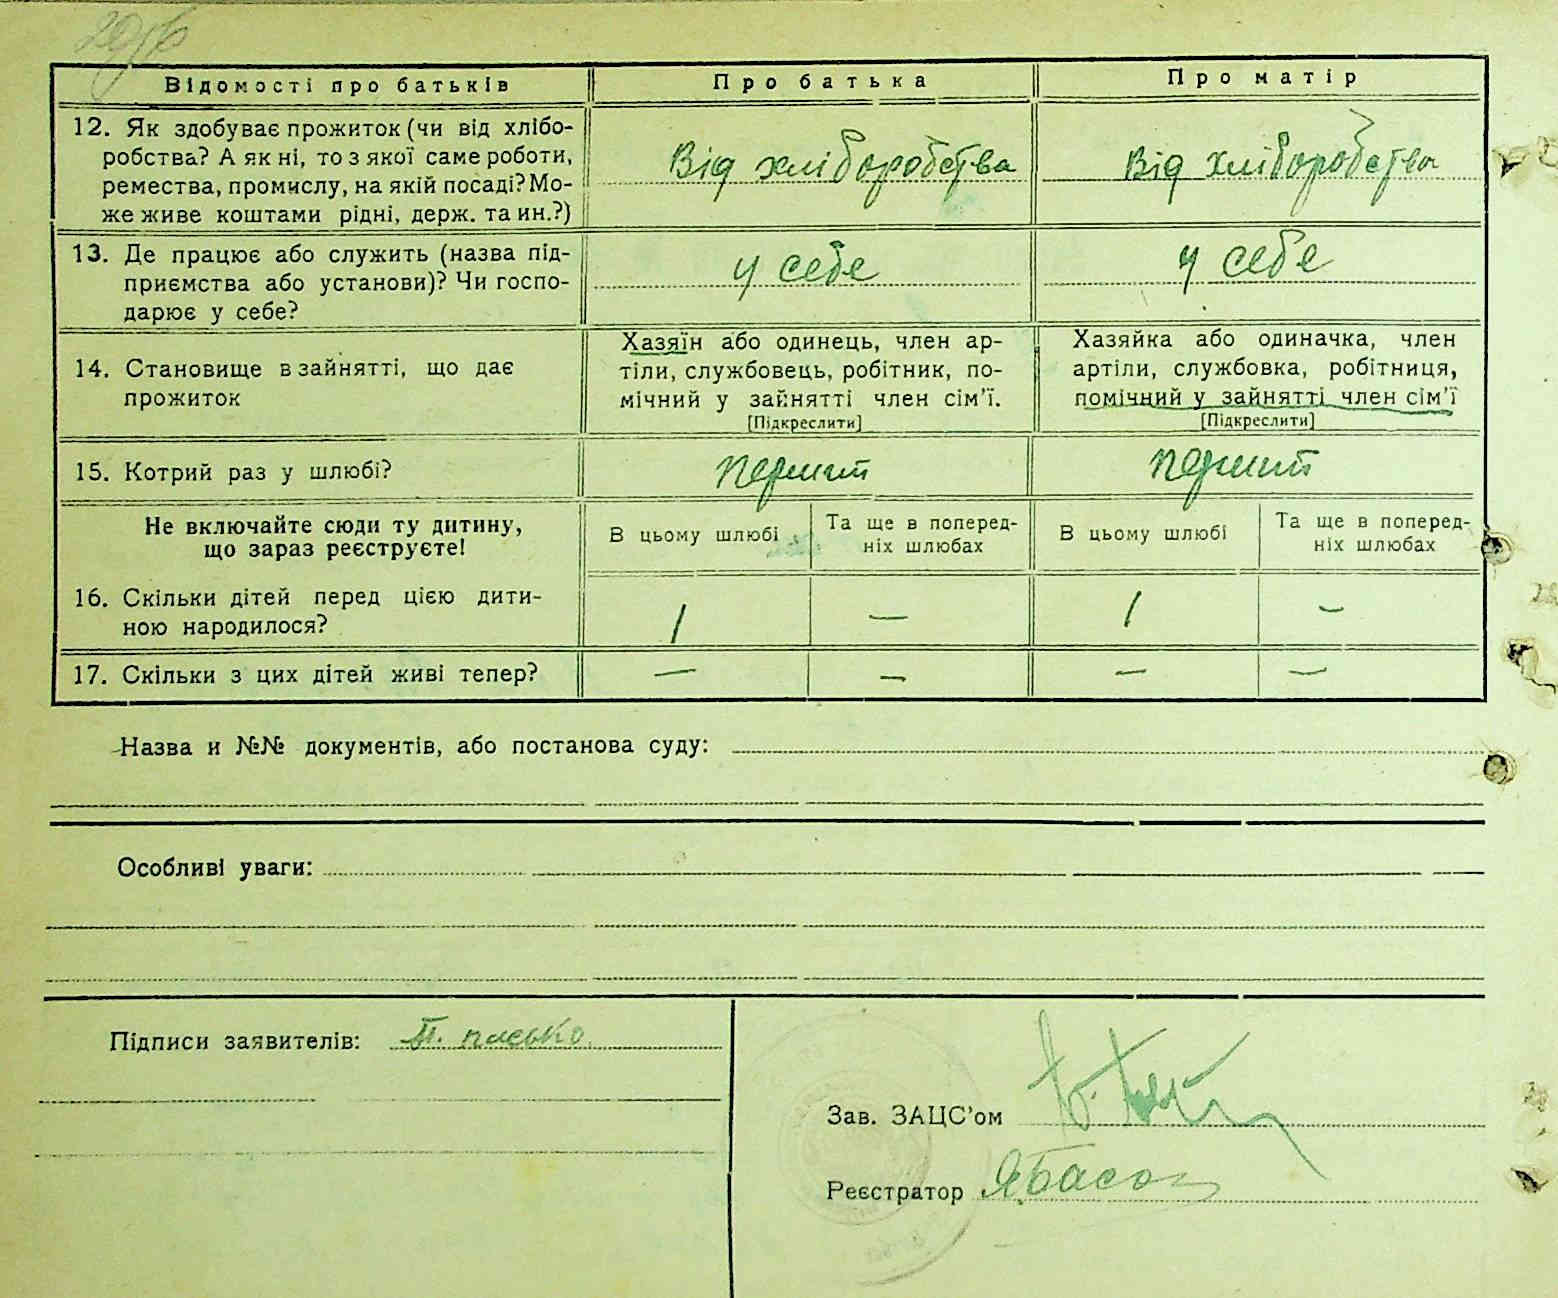 Відомості про батьків
Про батька
Про матір
12. Як здобуває прожиток (чи від хлібо-
робства? А як ні, то з якої саме роботи,
ремества, промислу, на якій посаді? Мо-
же живе коштами рідні, держ. та ин.?)
Від хліборобства
Від хліборобства
13. Де працює або служить (назва під-
приємства або установи)? Чи госпо-
дарює у себе?
у себе
у себе
14. Становище в зайнятті, що дає
прожиток
Хазяїн або одинець, член ар-
тіли, службовець, робітник, по-
мічний у зайнятті член сім'ї.
[Підкреслити]
Хазяйка або одиначка, член
артіли, службовка, робітниця,
помічний у зайнятті член сім'ї
[Підкреслити]
15. Котрий раз у шлюбі?
перший
перший
Не включайте сюди ту дитину,
що зараз реєструєте!
В цьому шлюбі
Та ще в поперед-
ніх шлюбах
В цьому шлюбі
Та ще в поперед-
ніх шлюбах
16. Скільки дітей перед цією дити-
ною народилося?
1
—
1
—
17. Скільки з цих дітей живі тепер?
—
—
—
—
Назва и №№ документів, або постанова суду:
Особливі уваги:
Підписи заявителів:
Зав. ЗАЦС'ом
Реєстратор